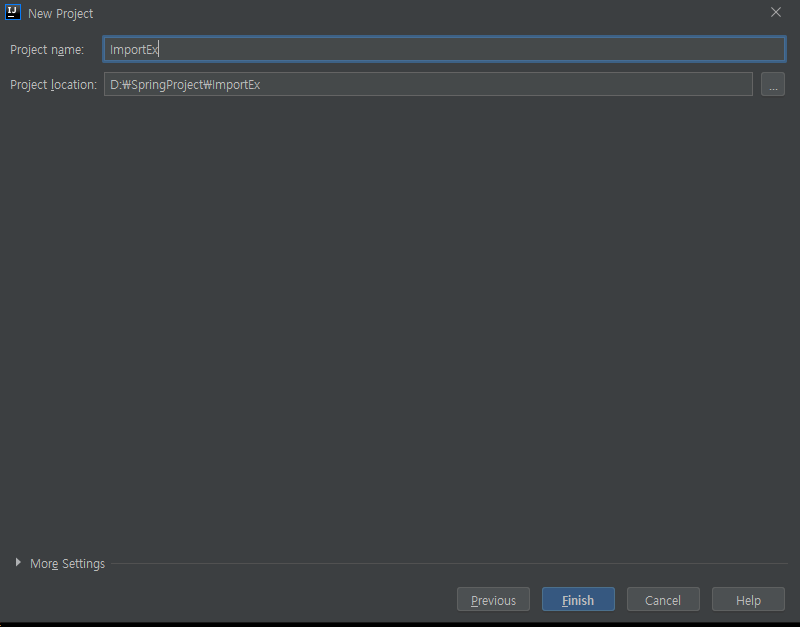 IJ New Project
Project name: ImportEx
Project location: D:₩SpringProject₩ImportEx ...
More Settings
Previous Finish Cancel Help